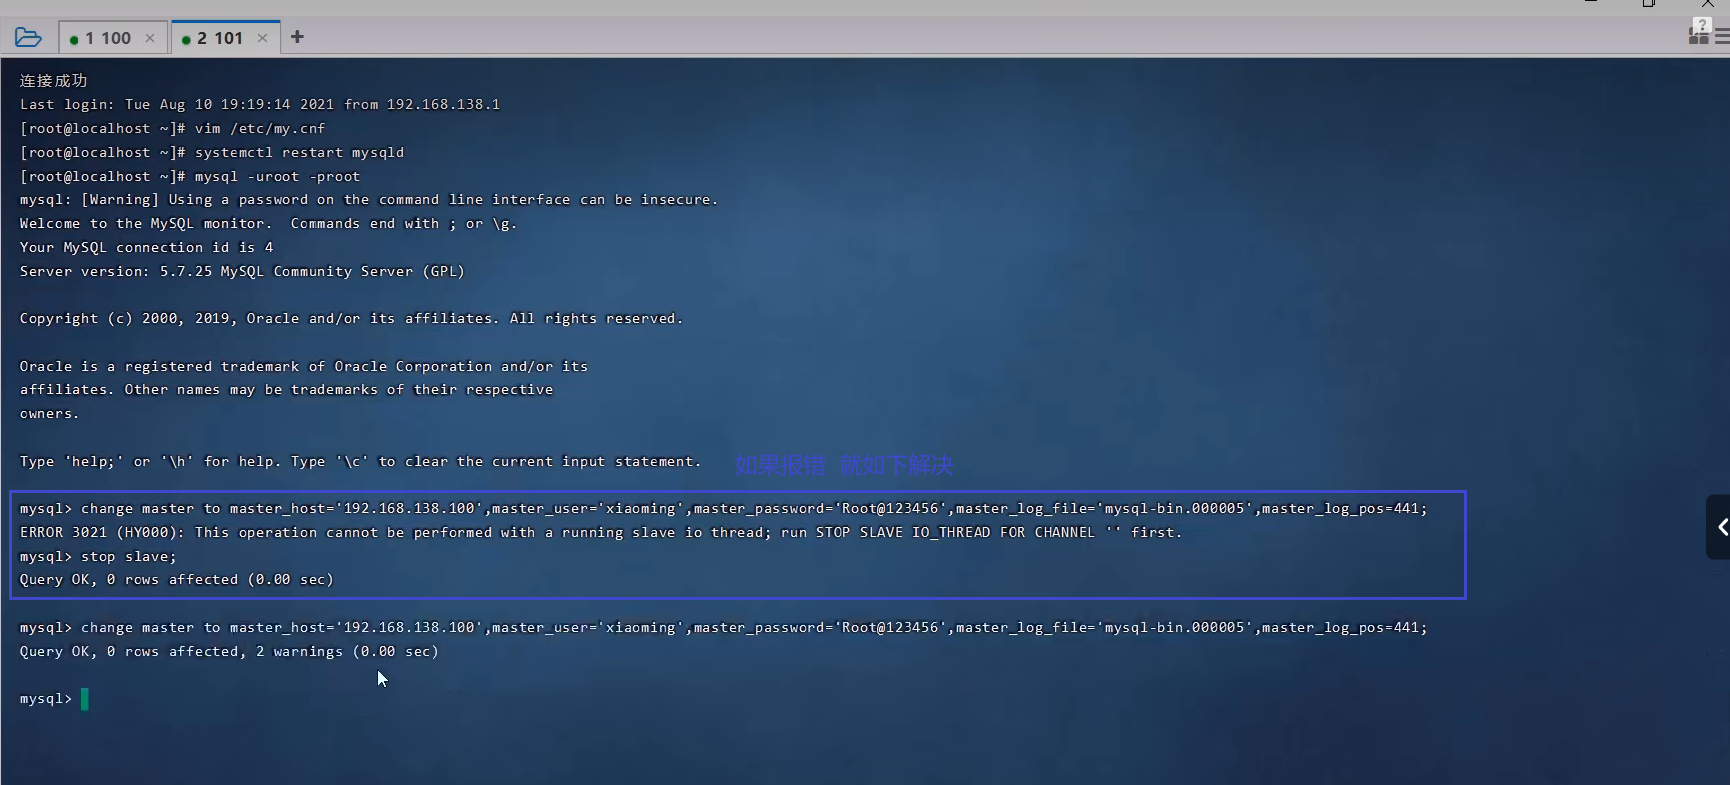 1 100
2 101
连接成功
Last login: Tue Aug 10 19:19:14 2021 from 192.168.138.1
[root@localhost ~]# vim /etc/my.cnf
[root@localhost ~]# systemctl restart mysqld
[root@localhost ~]# mysql -uroot -proot
mysql: [Warning] Using a password on the command line interface can be insecure.
Welcome to the MySQL monitor.  Commands end with ; or \g.
Your MySQL connection id is 4
Server version: 5.7.25 MySQL Community Server (GPL)
Copyright (c) 2000, 2019, Oracle and/or its affiliates. All rights reserved.
Oracle is a registered trademark of Oracle Corporation and/or its
affiliates. Other names may be trademarks of their respective
owners.
Type 'help;' or '\h' for help. Type '\c' to clear the current input statement.
如果报错 就如下解决
mysql> change master to master_host='192.168.138.100',master_user='xiaoming',master_password='Root@123456',master_log_file='mysql-bin.000005',master_log_pos=441;
ERROR 3021 (HY000): This operation cannot be performed with a running slave io thread; run STOP SLAVE IO_THREAD FOR CHANNEL '' first.
mysql> stop slave;
Query OK, 0 rows affected (0.00 sec)
mysql> change master to master_host='192.168.138.100',master_user='xiaoming',master_password='Root@123456',master_log_file='mysql-bin.000005',master_log_pos=441;
Query OK, 0 rows affected, 2 warnings (0.00 sec)
mysql>